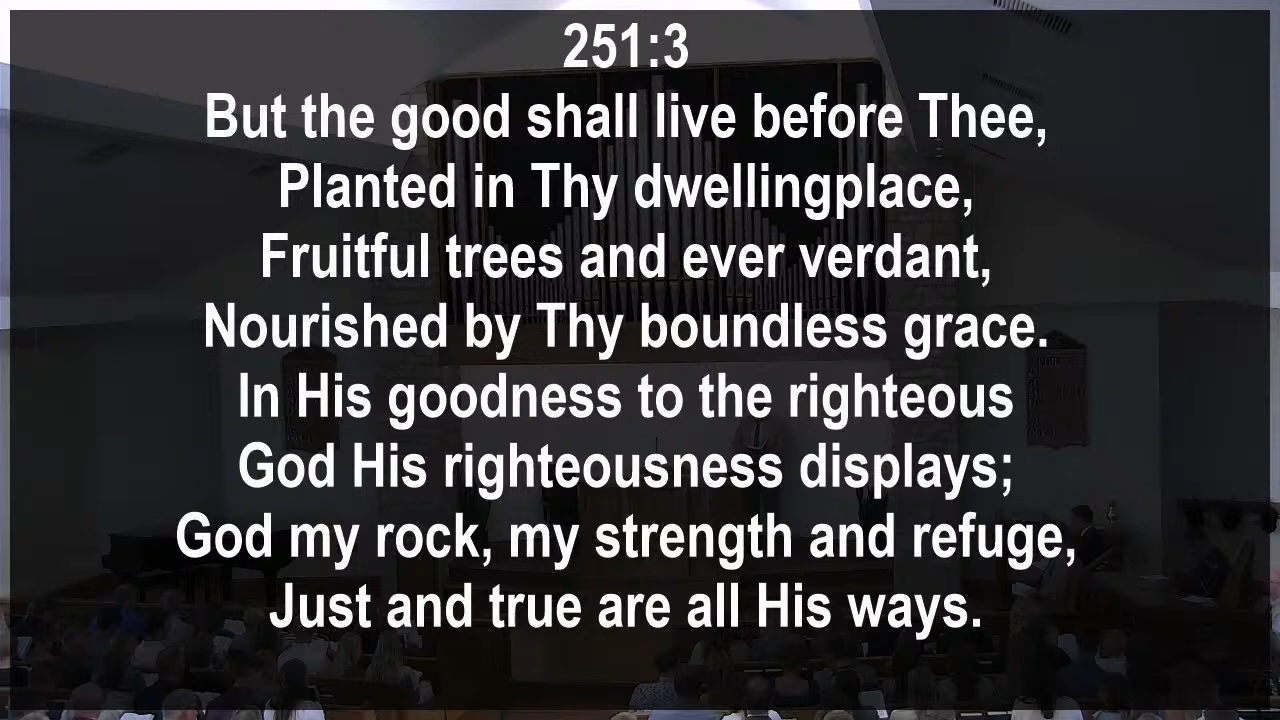 251:3
But the good shall live before Thee,
Planted in Thy dwellingplace,
Fruitful trees and ever verdant,
Nourished by Thy boundless grace.
In His goodness to the righteous
God His righteousness displays;
God my rock, my strength and refuge,
Just and true are all His ways.